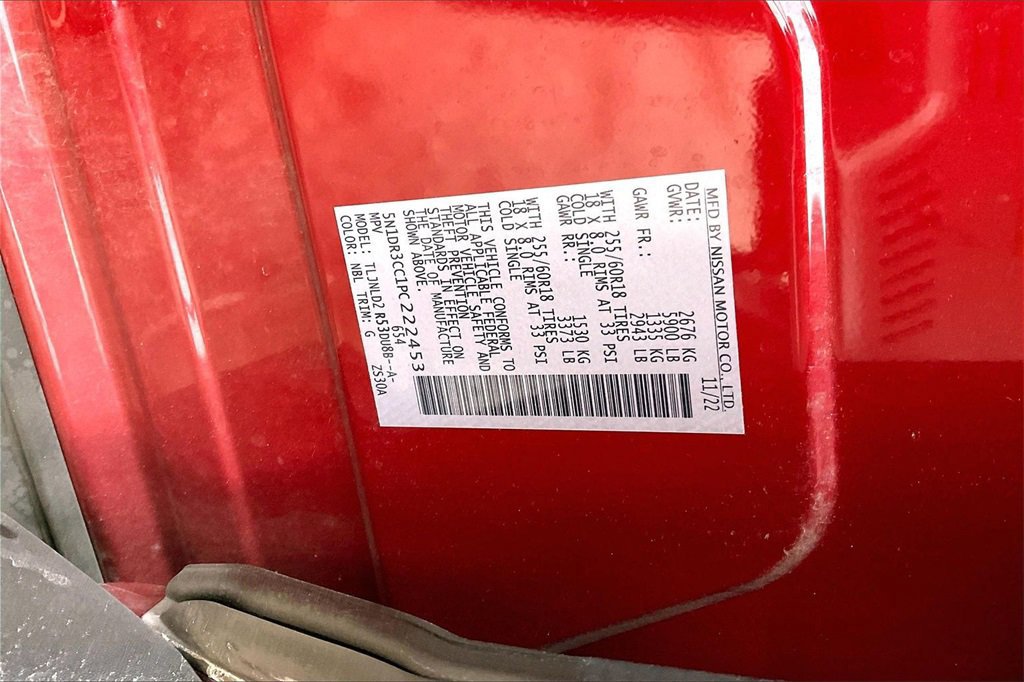 MFD BY NISSAN MOTOR CO., LTD.
DATE: 11/22
GVWR: 2676 KG
5900 LB
GAWR FR.: 1335 KG
2943 LB
WITH 255/60R18 TIRES
18 X 8.0 RIMS AT 33 PSI
COLD SINGLE
GAWR RR.: 1530 KG
3373 LB
WITH 255/60R18 TIRES
18 X 8.0 RIMS AT 33 PSI
COLD SINGLE
THIS VEHICLE CONFORMS TO
ALL APPLICABLE FEDERAL
MOTOR VEHICLE SAFETY AND
THEFT PREVENTION
STANDARDS IN EFFECT ON
THE DATE OF MANUFACTURE
SHOWN ABOVE.
5N1DR3CC1PC222453
MPV 654
MODEL: TLJNLD2 R53DU8B--A-
COLOR: NBL TRIM: G ZS30A